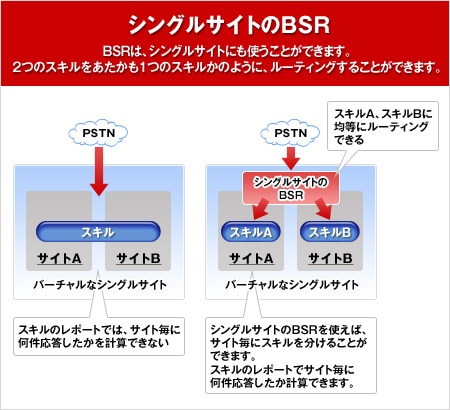 シングルサイトのBSR
BSRは、シングルサイトにも使うことができます。
2つのスキルをあたかも1つのスキルかのように、ルーティングすることができます。
PSTN
スキル
サイトA
サイトB
バーチャルなシングルサイト
スキルのレポートでは、サイト毎に
何件応答したかを計算できない
PSTN
スキルA、スキルBに
均等にルーティング
できる
シングルサイトの
BSR
スキルA
スキルB
サイトA
サイトB
バーチャルなシングルサイト
シングルサイトのBSRを使えば、
サイト毎にスキルを分けることが
できます。
スキルのレポートでサイト毎に
何件応答したか計算できます。